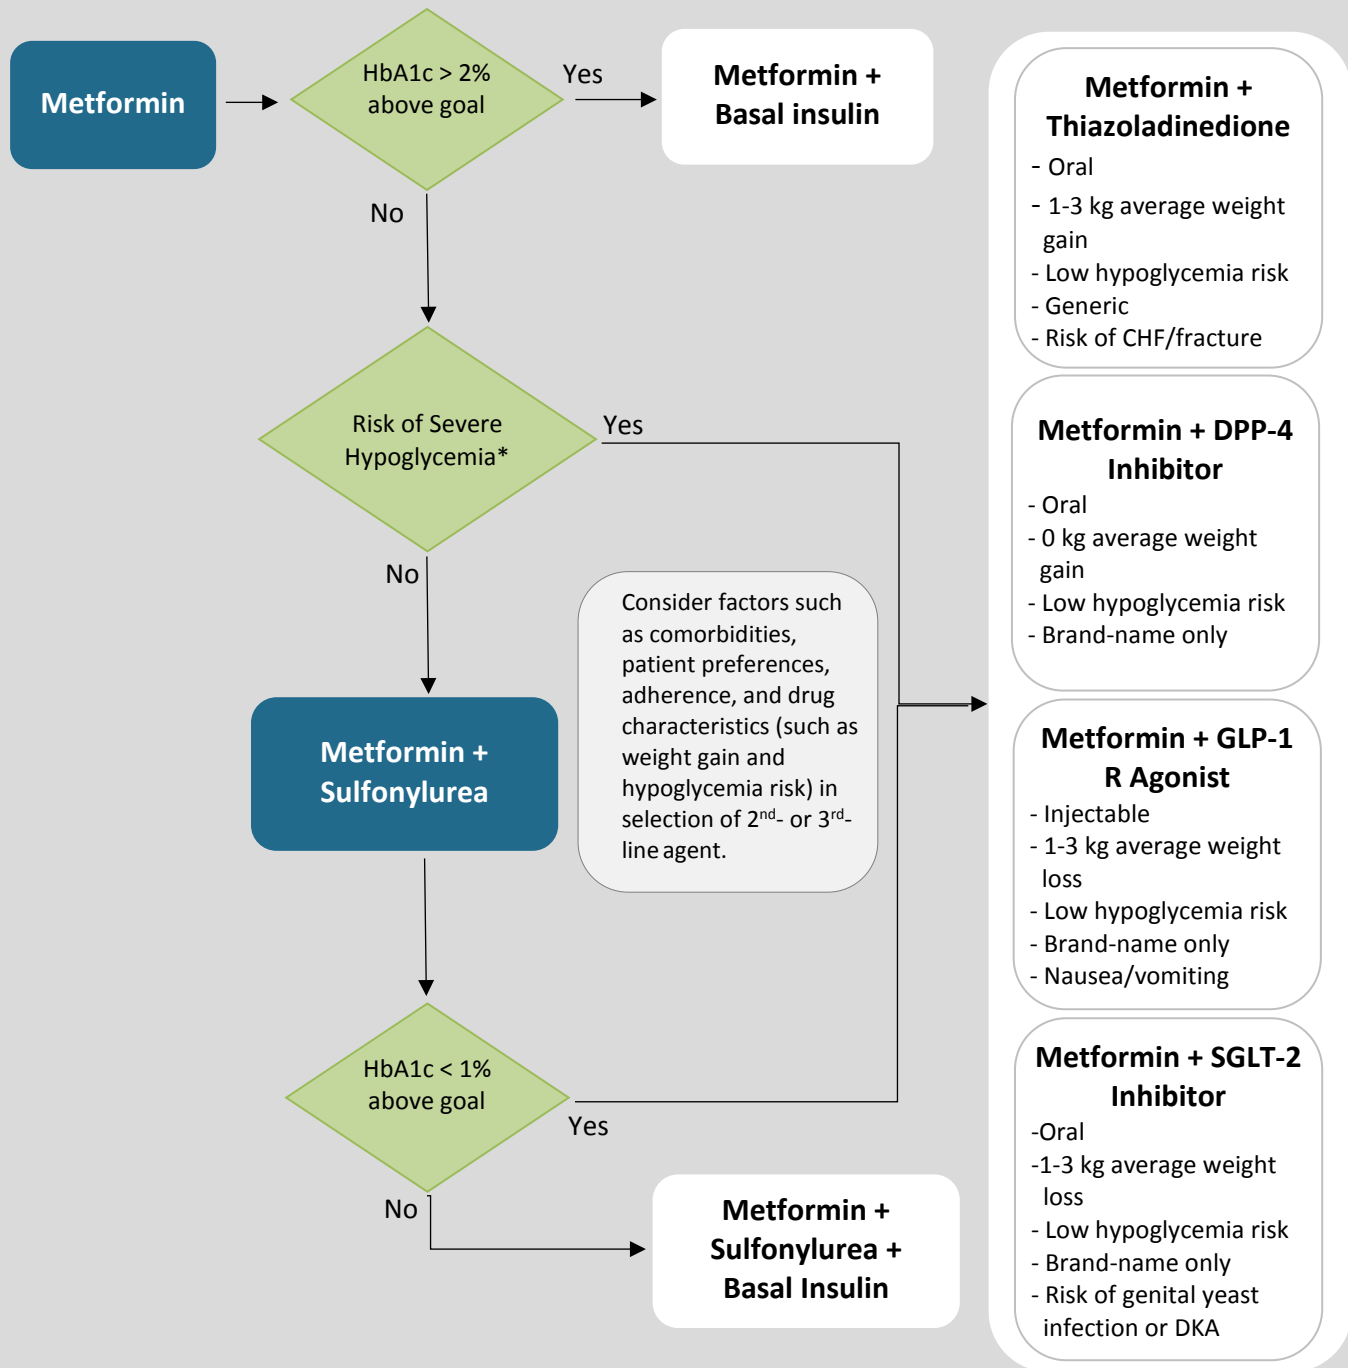 Metformin
HbA1c > 2%
above goal
Yes
Metformin +
Basal insulin
No
Risk of Severe
Hypoglycemia*
Yes
No
Consider factors such
as comorbidities,
patient preferences,
adherence, and drug
characteristics (such as
weight gain and
hypoglycemia risk) in
selection of 2nd- or 3rd-
line agent.
Metformin +
Sulfonylurea
HbA1c < 1%
above goal
Yes
No
Metformin +
Sulfonylurea +
Basal Insulin
Metformin +
Thiazoladinedione
- Oral
- 1-3 kg average weight
gain
- Low hypoglycemia risk
- Generic
- Risk of CHF/fracture
Metformin + DPP-4
Inhibitor
- Oral
- 0 kg average weight
gain
- Low hypoglycemia risk
- Brand-name only
Metformin + GLP-1
R Agonist
- Injectable
- 1-3 kg average weight
loss
- Low hypoglycemia risk
- Brand-name only
- Nausea/vomiting
Metformin + SGLT-2
Inhibitor
-Oral
-1-3 kg average weight
loss
- Low hypoglycemia risk
- Brand-name only
- Risk of genital yeast
infection or DKA